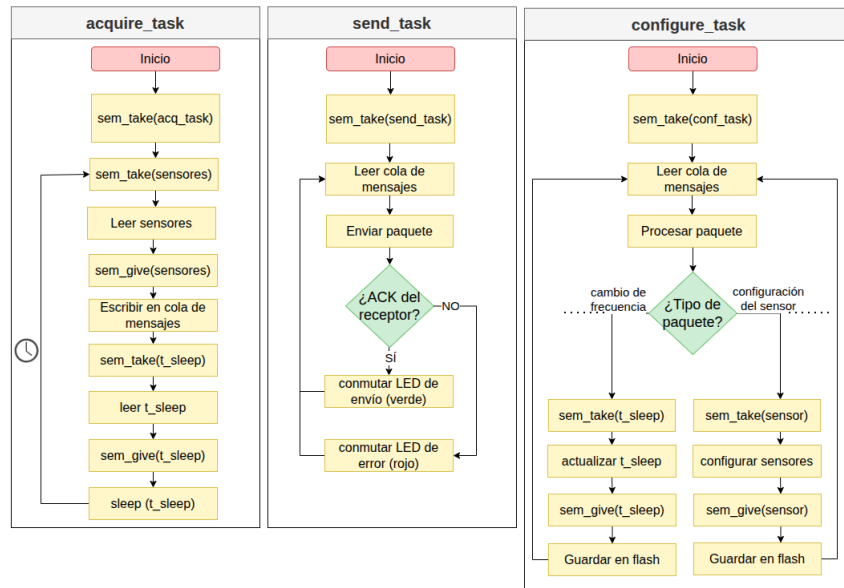 acquire_task
Inicio
sem_take(acq_task)
sem_take(sensores)
Leer sensores
sem_give(sensores)
Escribir en cola de
mensajes
sem_take(t_sleep)
leer t_sleep
sem_give(t_sleep)
sleep (t_sleep)
send_task
Inicio
sem_take(send_task)
Leer cola de
mensajes
Enviar paquete
¿ACK del
receptor?
NO
SÍ
conmutar LED de
envío (verde)
conmutar LED de
error (rojo)
configure_task
Inicio
sem_take(conf_task)
Leer cola de
mensajes
Procesar paquete
¿Tipo de
paquete?
cambio de
frecuencia
configuración
del sensor
sem_take(t_sleep)
actualizar t_sleep
sem_give(t_sleep)
Guardar en flash
sem_take(sensor)
configurar sensores
sem_give(sensor)
Guardar en flash